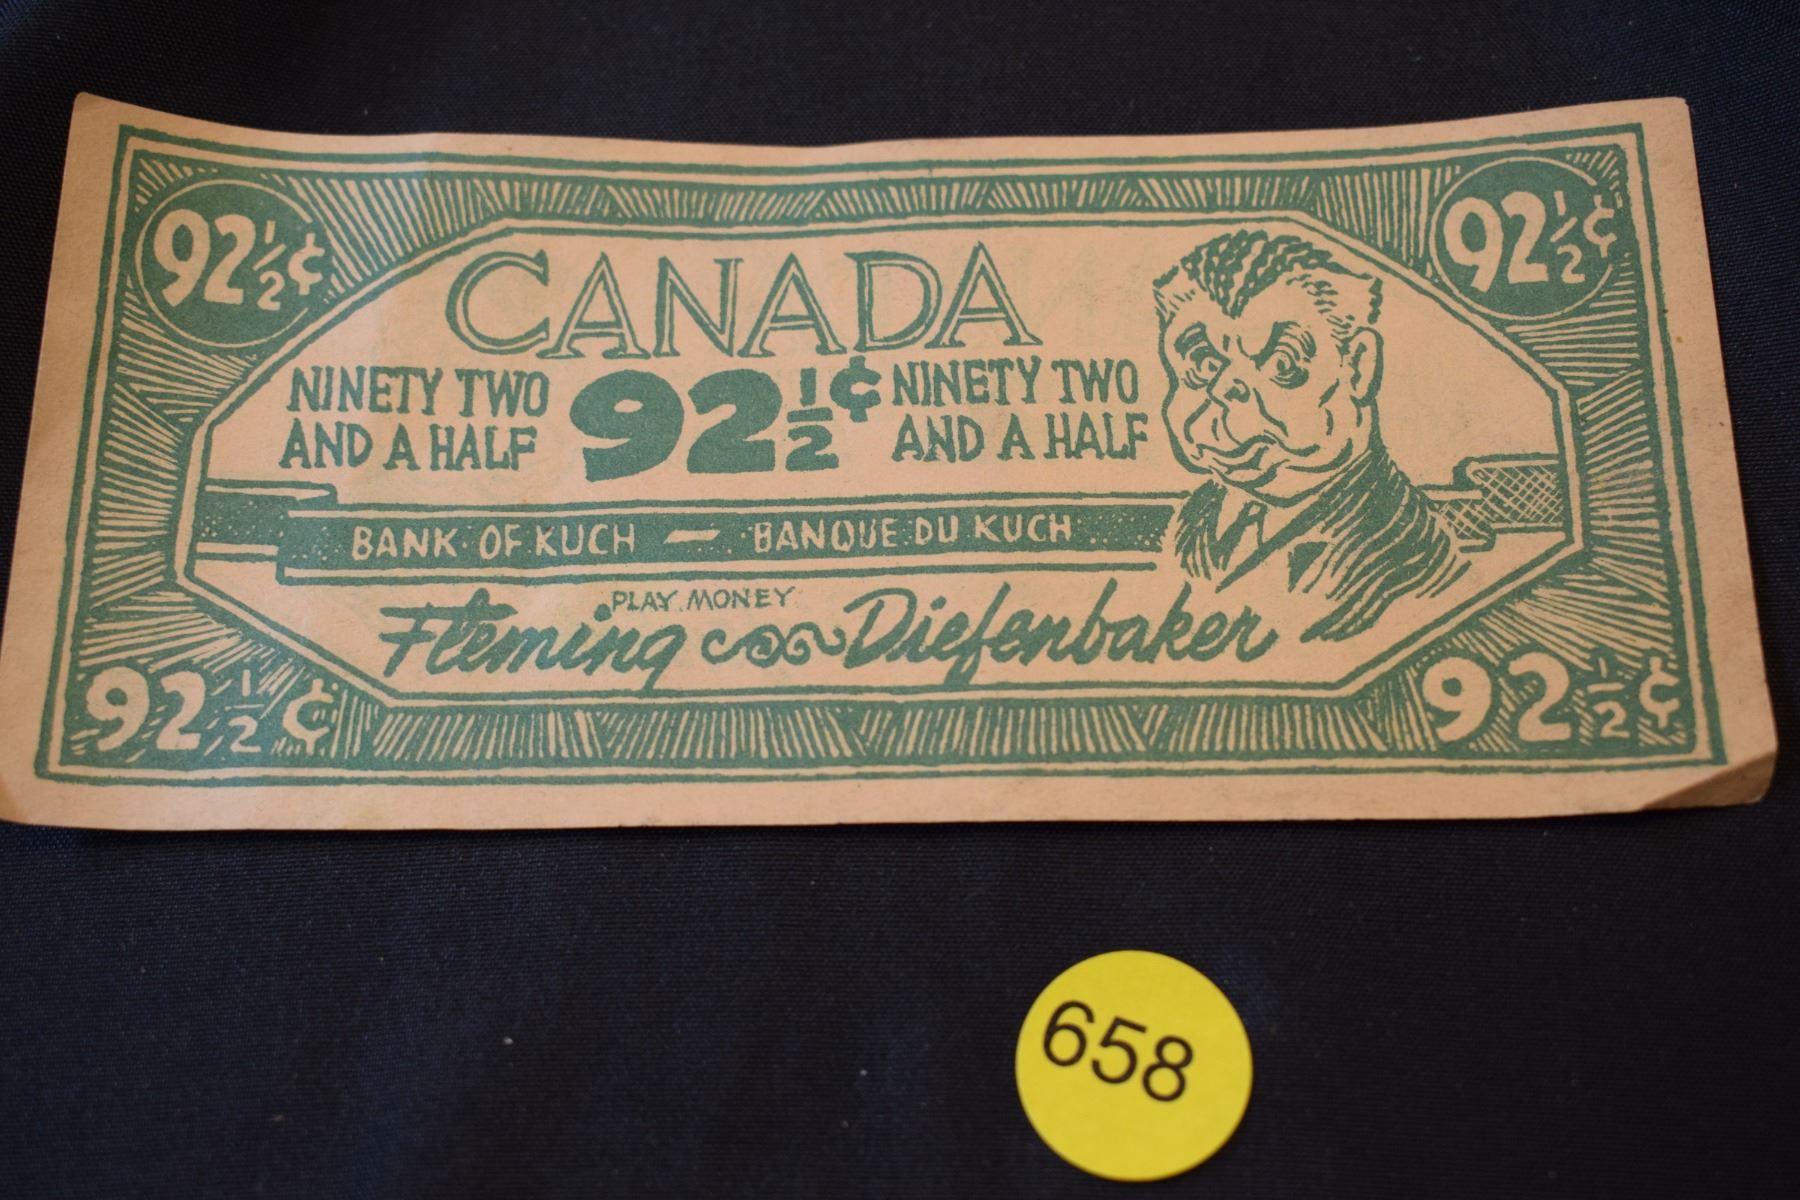 92½¢ 92½¢
CANADA
NINETY TWO AND A HALF
92½¢
NINETY TWO AND A HALF
BANK OF KUCH — BANQUE DU KUCH
PLAY MONEY
Fleming Diefenbaker
92½¢ 92½¢
658